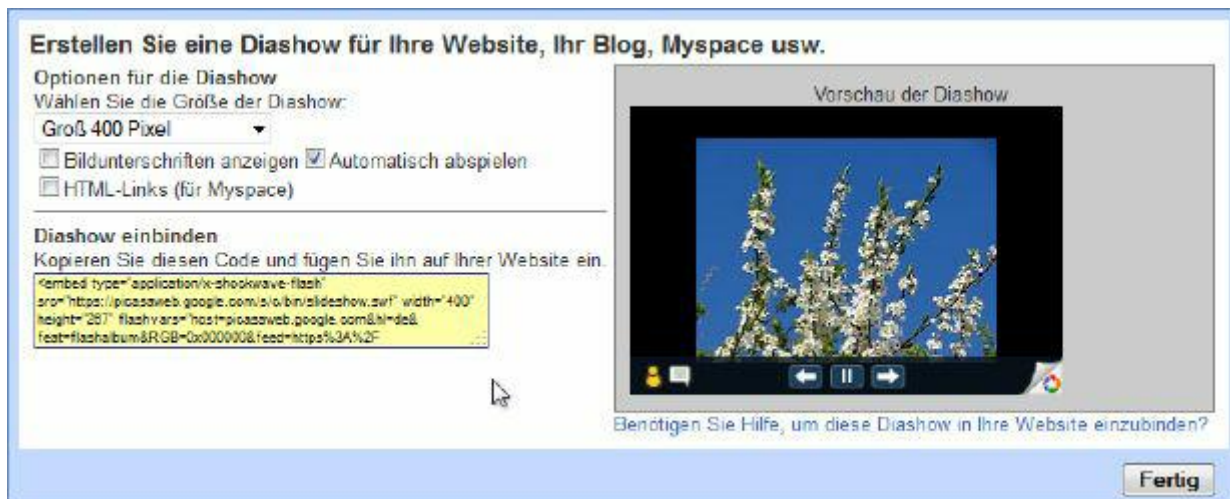 Erstellen Sie eine Diashow für Ihre Website, Ihr Blog, Myspace usw.
Optionen für die Diashow
Wählen Sie die Größe der Diashow:
Groß 400 Pixel
Bildunterschriften anzeigen Automatisch abspielen
HTML-Links (für Myspace)
Diashow einbinden
Kopieren Sie diesen Code und fügen Sie ihn auf Ihrer Website ein.
<embed type="application/x-shockwave-flash"
src="https://picasaweb.google.com/s/c/bin/slideshow.swf" width="400"
height="267" flashvars="host=picasaweb.google.com&hl=de&
feat=flashalbum&RGB=0x000000&feed=https%3A%2F
Vorschau der Diashow
Benötigen Sie Hilfe, um diese Diashow in Ihre Website einzubinden?
Fertig